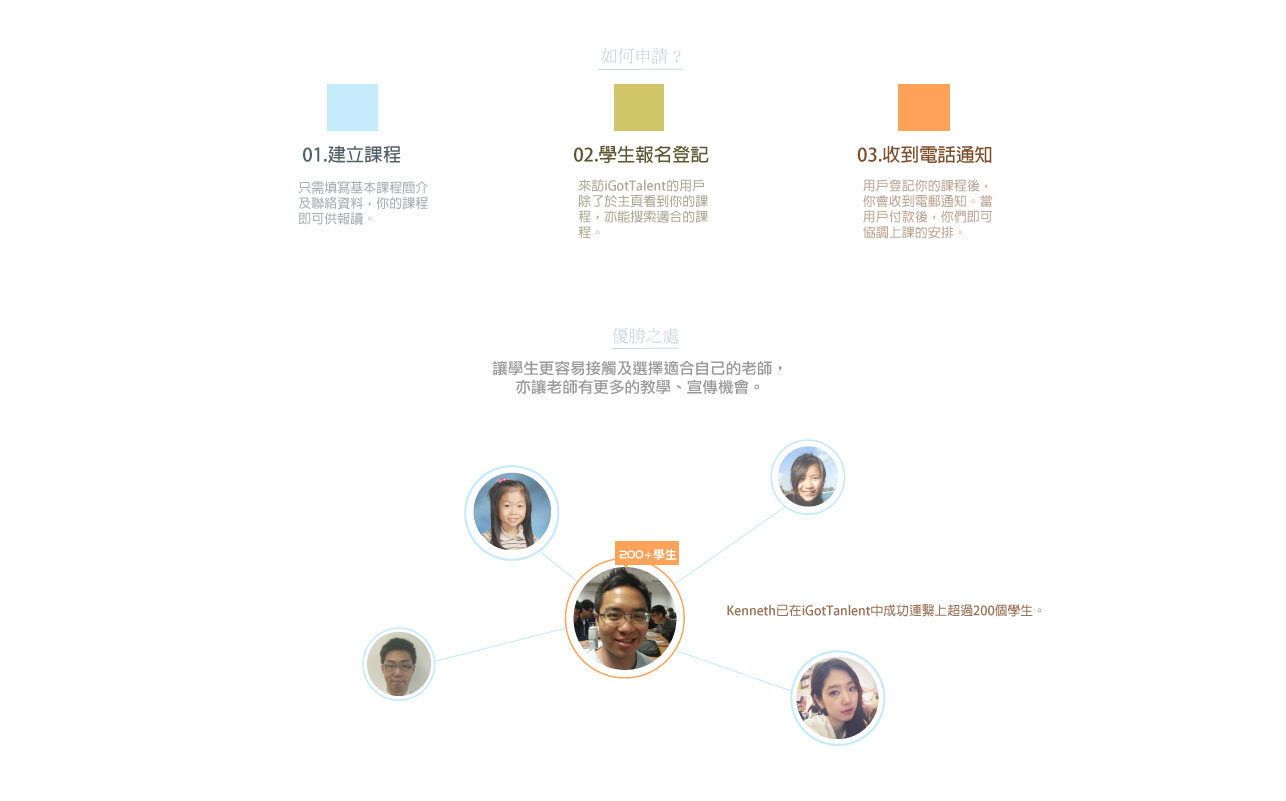 如何申請？
01.建立課程
只需填寫基本課程簡介
及聯絡資料，你的課程
即可供報讀。
02.學生報名登記
來訪iGotTalent的用戶
除了於主頁看到你的課
程，亦能搜索適合的課
程。
03.收到電話通知
用戶登記你的課程後，
你會收到電郵通知。當
用戶付款後，你們即可
協調上課的安排。
優勝之處
讓學生更容易接觸及選擇適合自己的老師，
亦讓老師有更多的教學、宣傳機會。
200+學生
Kenneth已在iGotTanlent中成功連繫上超過200個學生。